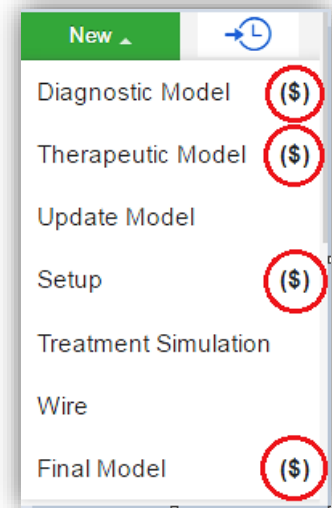 New
Diagnostic Model ($)
Therapeutic Model ($)
Update Model
Setup ($)
Treatment Simulation
Wire
Final Model ($)